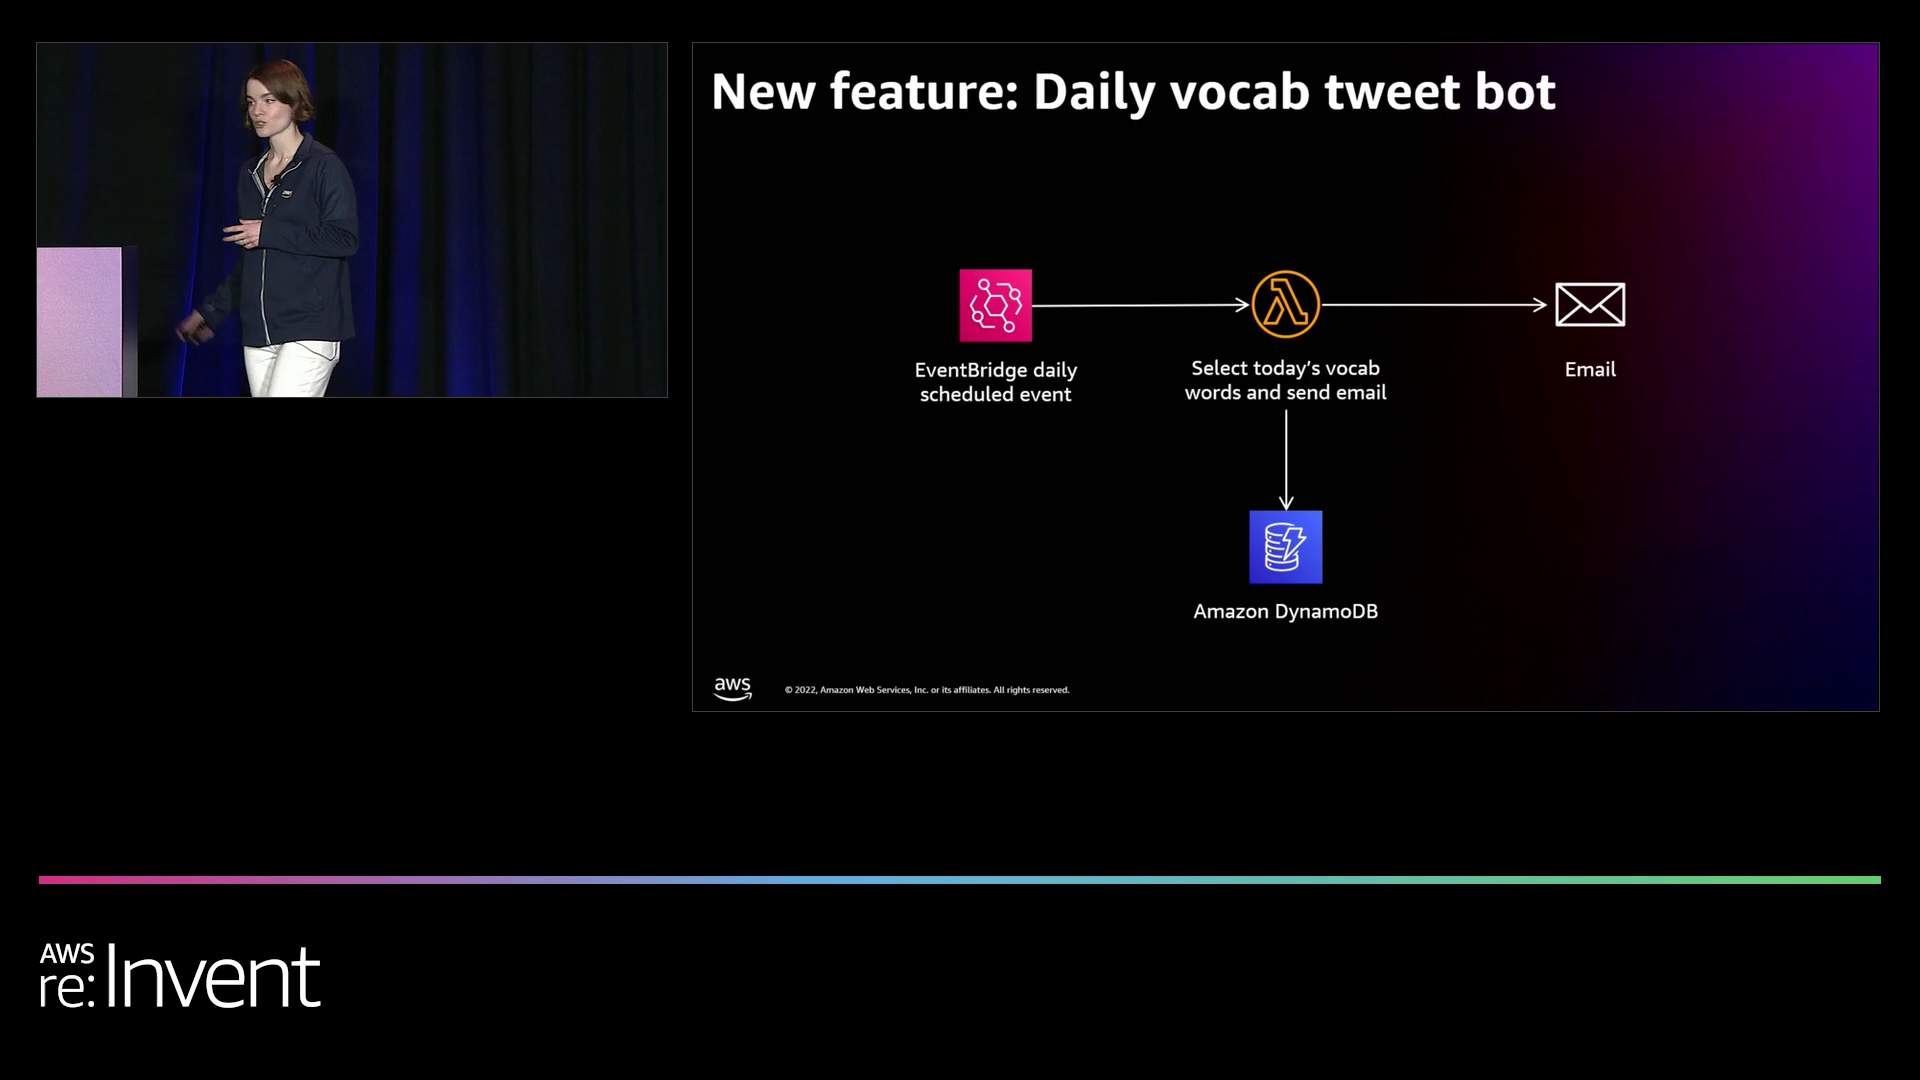 New feature: Daily vocab tweet bot
EventBridge daily
scheduled event
Select today’s vocab
words and send email
Email
Amazon DynamoDB
aws
© 2022, Amazon Web Services, Inc. or its affiliates. All rights reserved.
AWS
re:Invent